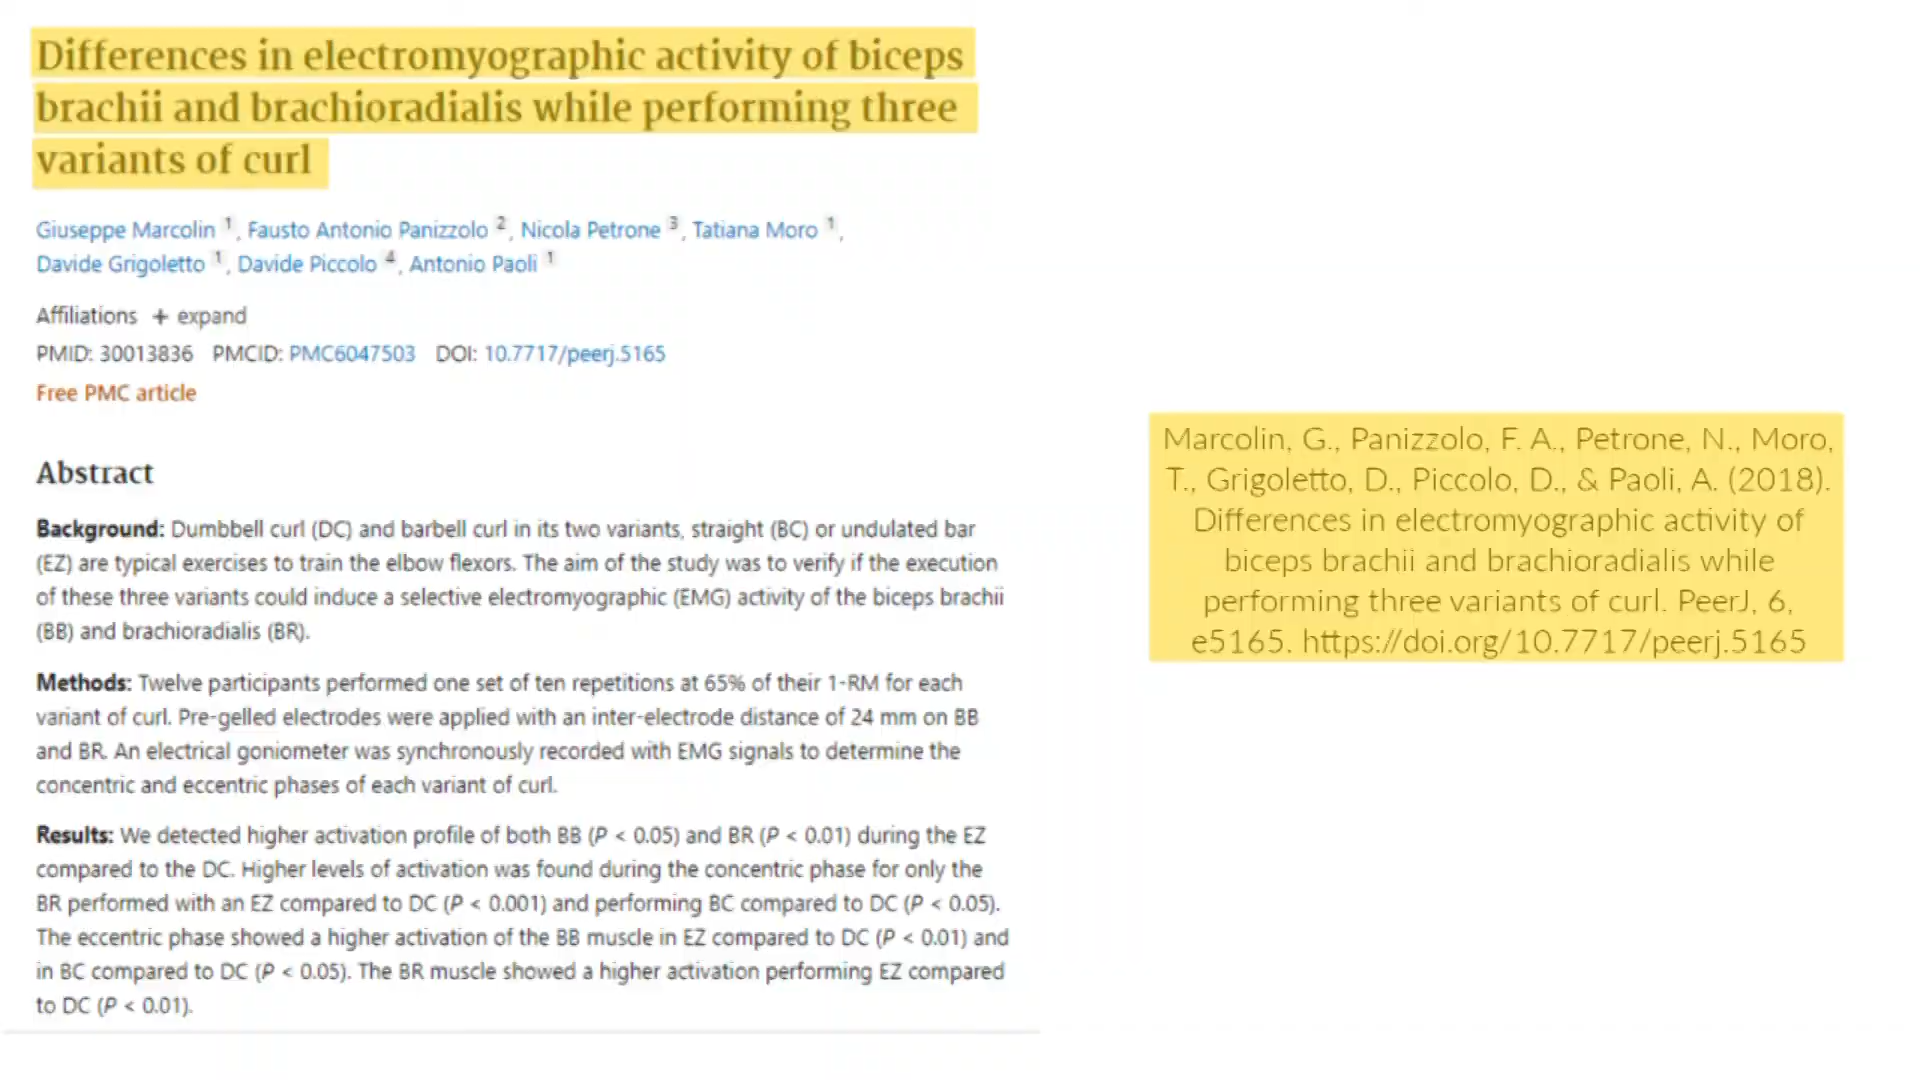 Differences in electromyographic activity of biceps
brachii and brachioradialis while performing three
variants of curl
Giuseppe Marcolin 1, Fausto Antonio Panizzolo 2, Nicola Petrone 3, Tatiana Moro 1,
Davide Grigoletto 1, Davide Piccolo 4, Antonio Paoli 1
Affiliations + expand
PMID: 30013836 PMCID: PMC6047503 DOI: 10.7717/peerj.5165
Free PMC article
Abstract
Background: Dumbbell curl (DC) and barbell curl in its two variants, straight (BC) or undulated bar
(EZ) are typical exercises to train the elbow flexors. The aim of the study was to verify if the execution
of these three variants could induce a selective electromyographic (EMG) activity of the biceps brachii
(BB) and brachioradialis (BR).
Methods: Twelve participants performed one set of ten repetitions at 65% of their 1-RM for each
variant of curl. Pre-gelled electrodes were applied with an inter-electrode distance of 24 mm on BB
and BR. An electrical goniometer was synchronously recorded with EMG signals to determine the
concentric and eccentric phases of each variant of curl.
Results: We detected higher activation profile of both BB (P < 0.05) and BR (P < 0.01) during the EZ
compared to the DC. Higher levels of activation was found during the concentric phase for only the
BR performed with an EZ compared to DC (P < 0.001) and performing BC compared to DC (P < 0.05).
The eccentric phase showed a higher activation of the BB muscle in EZ compared to DC (P < 0.01) and
in BC compared to DC (P < 0.05). The BR muscle showed a higher activation performing EZ compared
to DC (P < 0.01).
Marcolin, G., Panizzolo, F. A., Petrone, N., Moro,
T., Grigoletto, D., Piccolo, D., & Paoli, A. (2018).
Differences in electromyographic activity of
biceps brachii and brachioradialis while
performing three variants of curl. PeerJ, 6,
e5165. https://doi.org/10.7717/peerj.5165